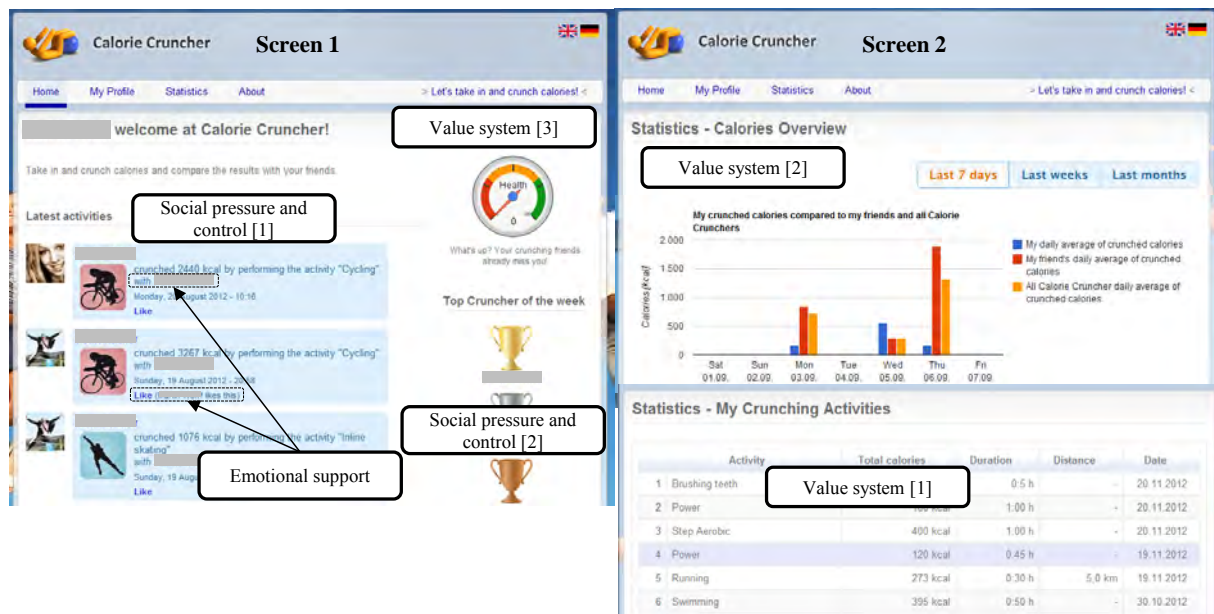 Calorie Cruncher
Screen 1
Home My Profile Statistics About > Let's take in and crunch calories! <
welcome at Calorie Cruncher!
Value system [3]
Take in and crunch calories and compare the results with your friends.
Health
0
What's up? Your crunching friends
already miss you!
Latest activities
Social pressure and
control [1]
crunched 2440 kcal by performing the activity "Cycling"
with
Monday, 20 August 2012 - 10:16
Like
Top Cruncher of the week
crunched 3267 kcal by performing the activity "Cycling"
with
Sunday, 19 August 2012 -
Like likes this)
Social pressure and
control [2]
crunched 1076 kcal by performing the activity "Inline
skating"
with
Sunday, 19
Like
Emotional support
Calorie Cruncher
Screen 2
Home My Profile Statistics About > Let's take in and crunch calories! <
Statistics - Calories Overview
Value system [2]
Last 7 days Last weeks Last months
My crunched calories compared to my friends and all Calorie
Crunchers
Calories [kcal]
2.000
1.500
1.000
500
0
Sat Sun Mon Tue Wed Thu Fri
01.09. 02.09. 03.09. 04.09. 05.09. 06.09. 07.09.
My daily average of crunched calories
My friend's daily average of crunched
calories
All Calorie Cruncher daily average of
crunched calories
Statistics - My Crunching Activities
Activity Total calories Duration Distance Date
Value system [1]
1 Brushing teeth 0:5 h - 20.11.2012
2 Power kcal 1:00 h - 20.11.2012
3 Step Aerobic 400 kcal 1:00 h - 20.11.2012
4 Power 120 kcal 0:45 h - 19.11.2012
5 Running 273 kcal 0:30 h 5,0 km 19.11.2012
6 Swimming 395 kcal 0:50 h - 30.10.2012